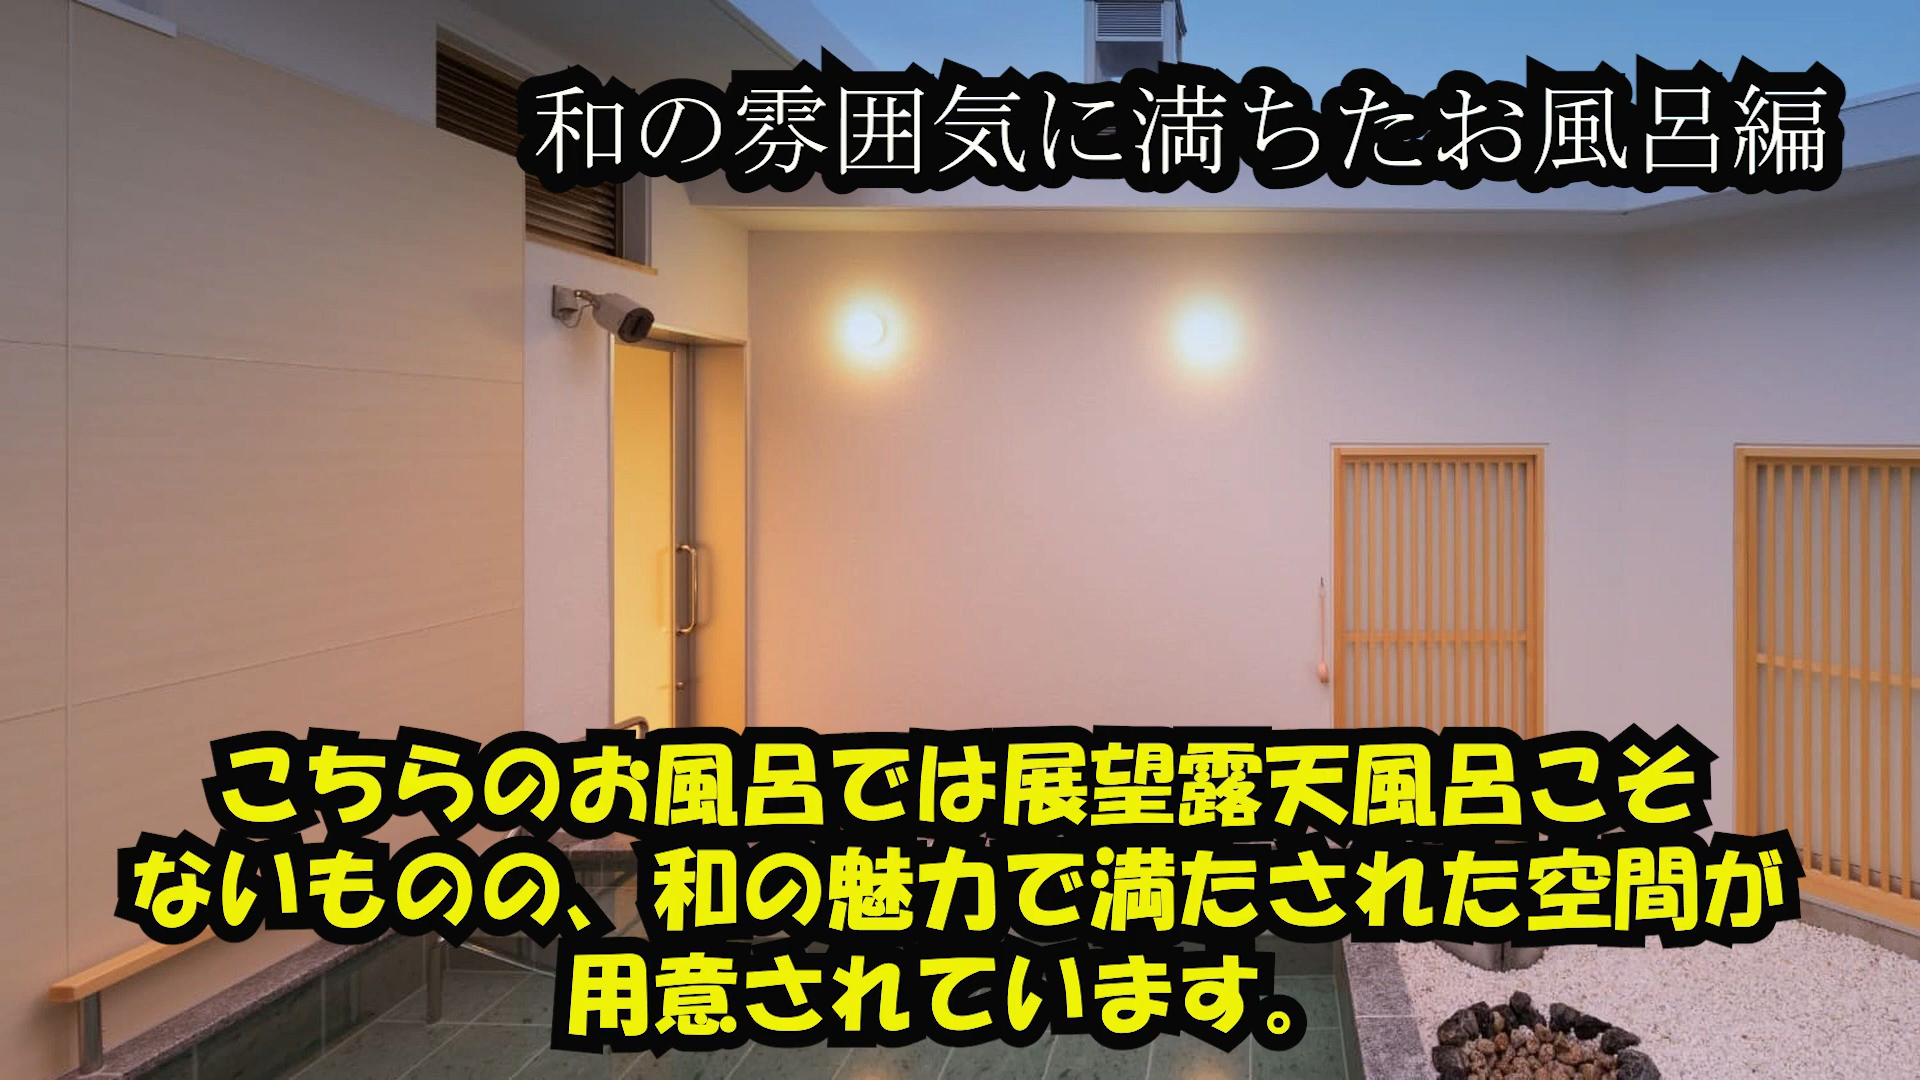 和の雰囲気に満ちたお風呂編
こちらのお風呂では展望露天風呂こそ
ないものの、和の魅力で満たされた空間が
用意されています。